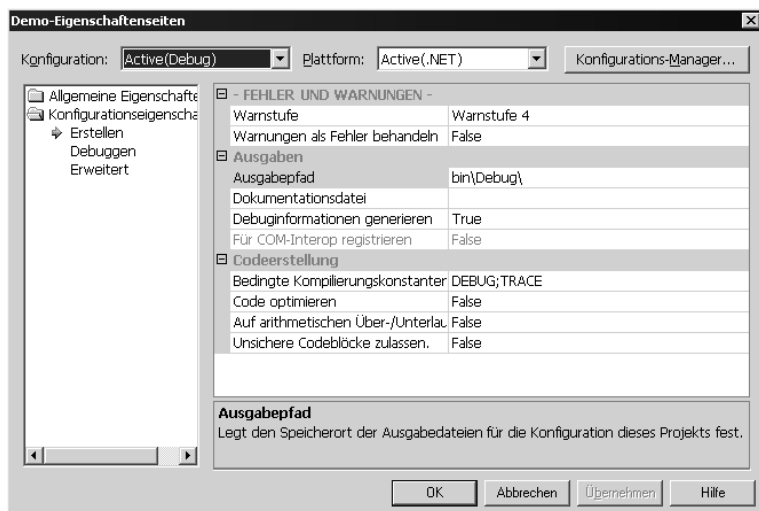 Demo-Eigenschaftenseiten
Konfiguration: Active(Debug) Plattform: Active(.NET) Konfigurations-Manager...
Allgemeine Eigenschafte
Konfigurationseigenscha
Erstellen
Debuggen
Erweitert
- FEHLER UND WARNUNGEN -
Warnstufe Warnstufe 4
Warnungen als Fehler behandeln False
Ausgaben
Ausgabepfad bin\Debug\
Dokumentationsdatei
Debuginformationen generieren True
Für COM-Interop registrieren False
Codeerstellung
Bedingte Kompilierungskonstanter DEBUG;TRACE
Code optimieren False
Auf arithmetischen Über-/Unterlau False
Unsichere Codeblöcke zulassen. False
Ausgabepfad
Legt den Speicherort der Ausgabedateien für die Konfiguration dieses Projekts fest.
OK Abbrechen Übernehmen Hilfe